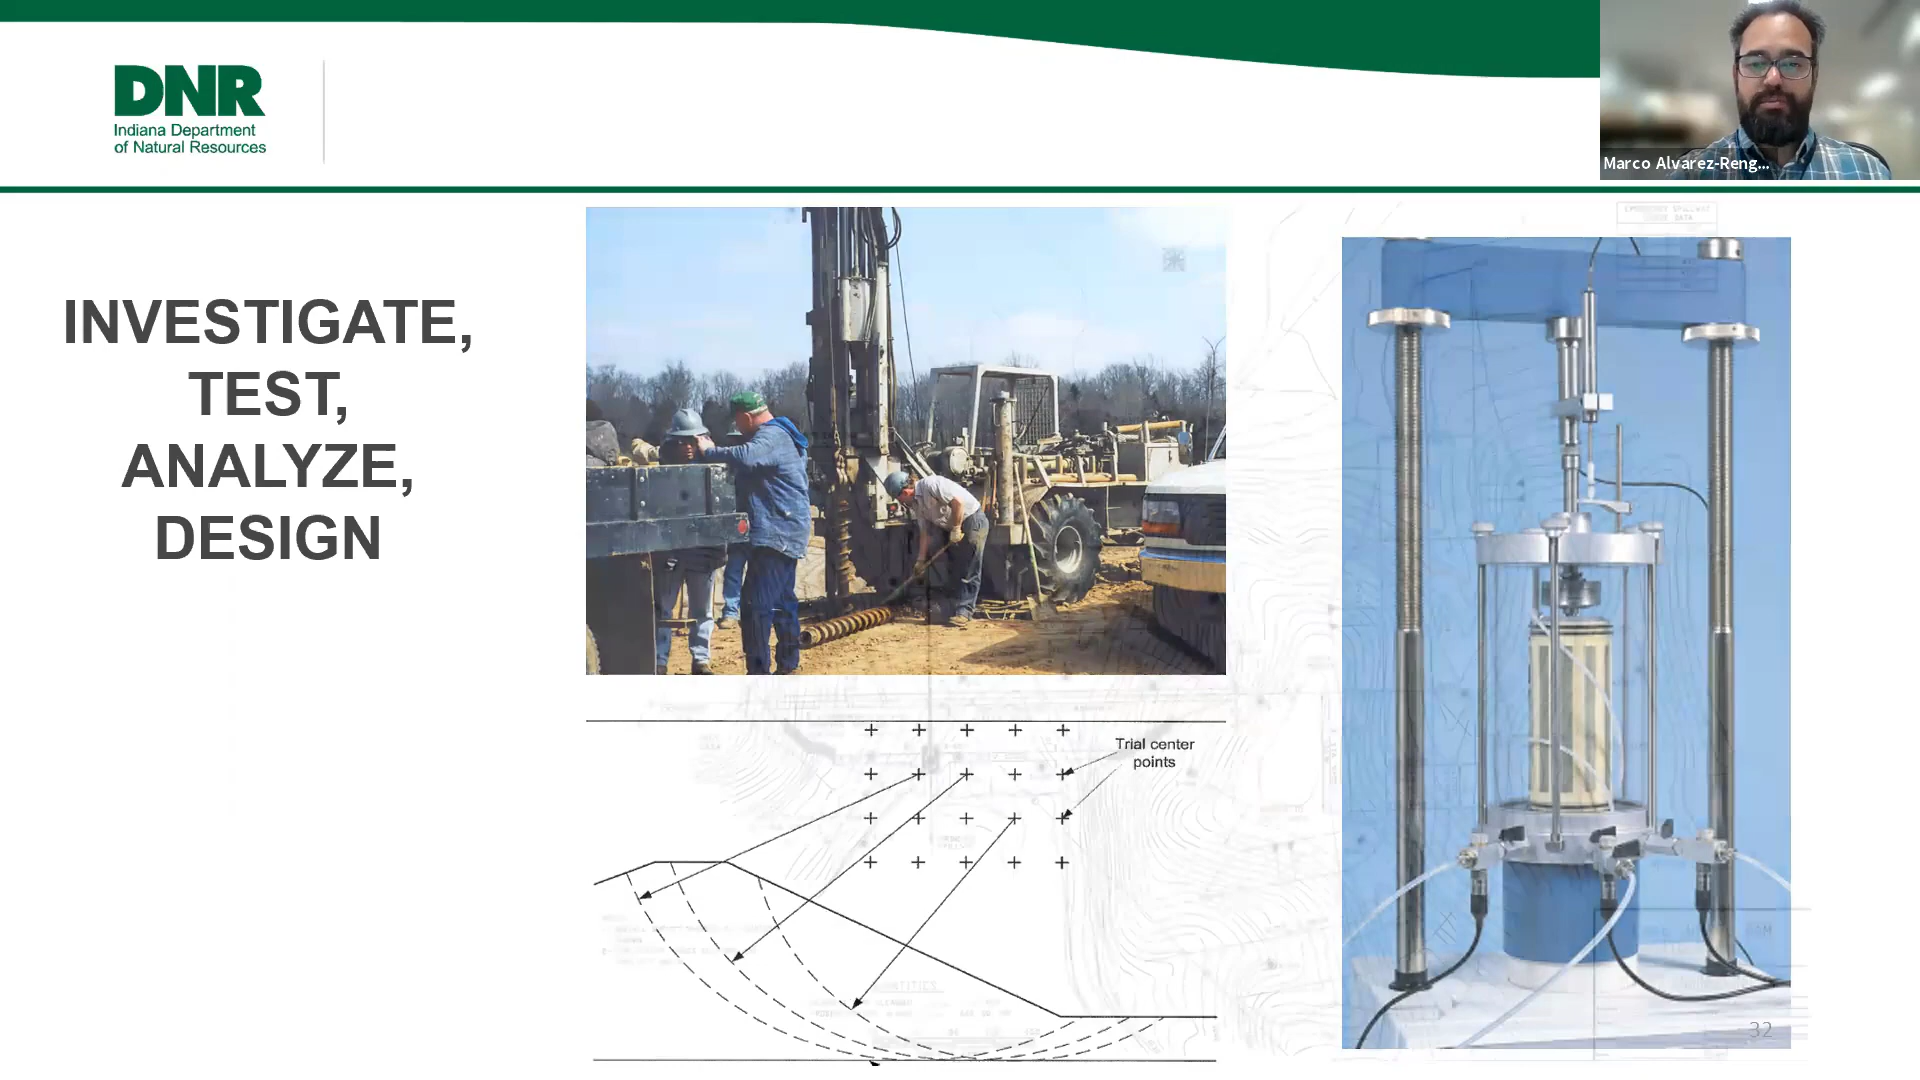 DNR
Indiana Department
of Natural Resources
Marco Alvarez-Reng...
INVESTIGATE,
TEST,
ANALYZE,
DESIGN
Trial center
points
32